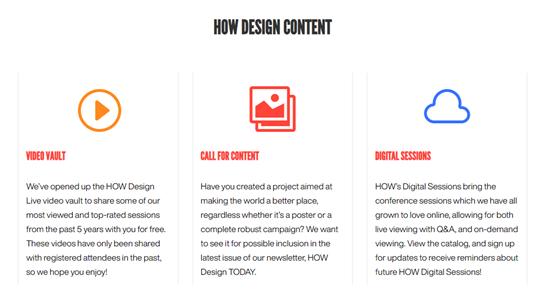 HOW DESIGN CONTENT
VIDEO VAULT
We've opened up the HOW Design
Live video vault to share some of our
most viewed and top-rated sessions
from the past 5 years with you for free.
These videos have only been shared
with registered attendees in the past,
so we hope you enjoy!
CALL FOR CONTENT
Have you created a project aimed at
making the world a better place,
regardless whether it's a poster or a
complete robust campaign? We want
to see it for possible inclusion in the
latest issue of our newsletter, HOW
Design TODAY.
DIGITAL SESSIONS
HOW's Digital Sessions bring the
conference sessions which we have all
grown to love online, allowing for both
live viewing with Q&A, and on-demand
viewing. View the catalog, and sign up
for updates to receive reminders about
future HOW Digital Sessions!